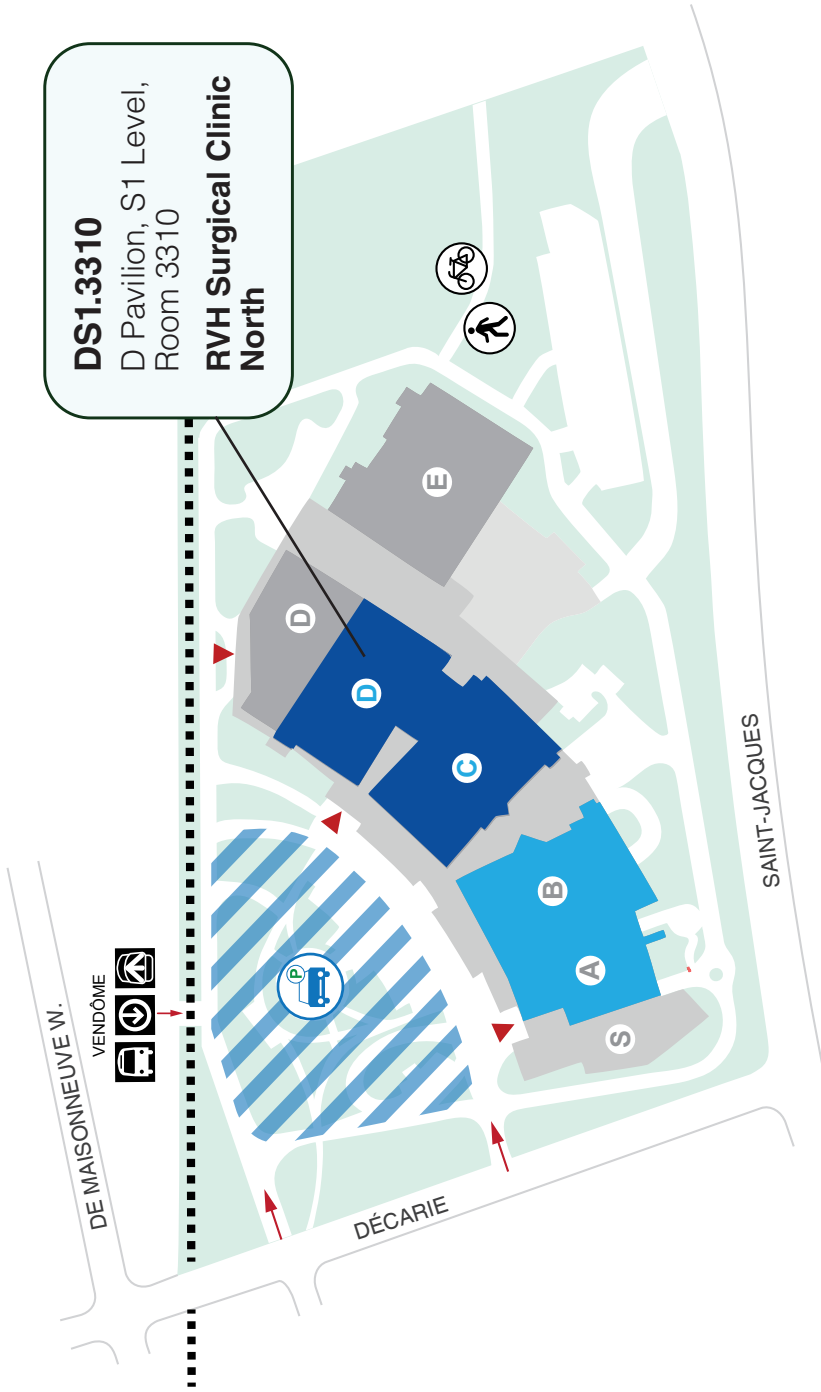 DS1.3310
D Pavilion, S1 Level,
Room 3310
RVH Surgical Clinic
North
DE MAISONNEUVE W.
VENDÔME
P
D
D
E
C
B
A
S
DÉCARIE
SAINT-JACQUES